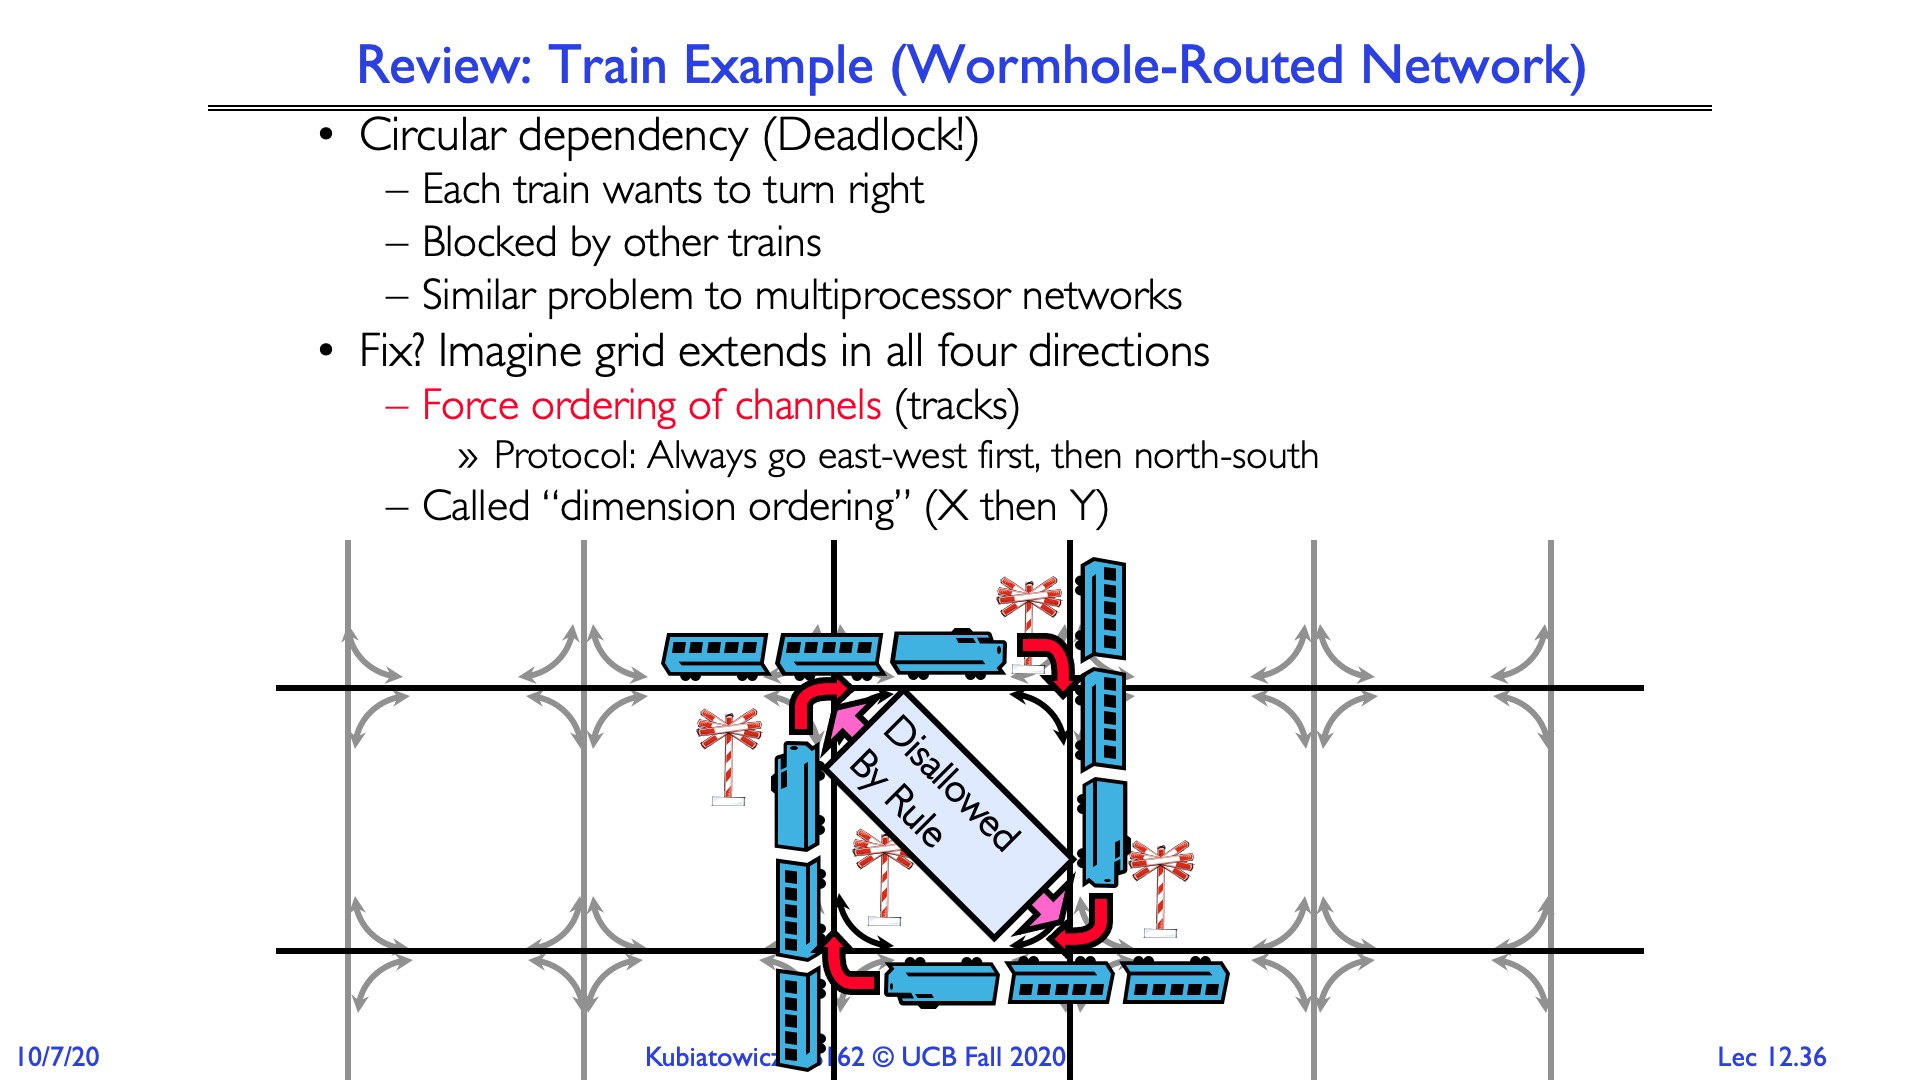 Review: Train Example (Wormhole-Routed Network)
• Circular dependency (Deadlock!)
– Each train wants to turn right
– Blocked by other trains
– Similar problem to multiprocessor networks
• Fix? Imagine grid extends in all four directions
– Force ordering of channels (tracks)
» Protocol: Always go east-west first, then north-south
– Called “dimension ordering” (X then Y)
Disallowed
By Rule
10/7/20
Kubiatowicz 162 © UCB Fall 2020
Lec 12.36